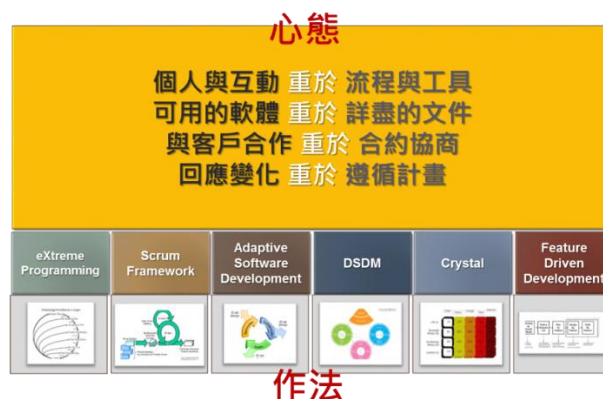 心態
個人與互動 重於 流程與工具
可用的軟體 重於 詳盡的文件
與客戶合作 重於 合約協商
回應變化 重於 遵循計畫
eXtreme
Programming
Scrum
Framework
Adaptive
Software
Development
DSDM
Crystal
Feature
Driven
Development
作法